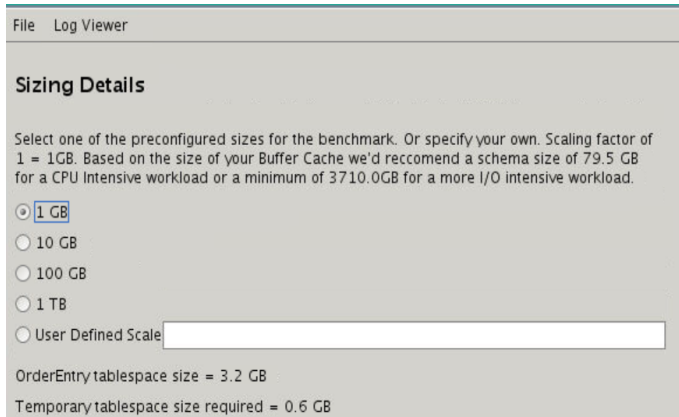 File Log Viewer
Sizing Details
Select one of the preconfigured sizes for the benchmark. Or specify your own. Scaling factor of
1 = 1GB. Based on the size of your Buffer Cache we'd reccomend a schema size of 79.5 GB
for a CPU Intensive workload or a minimum of 3710.0GB for a more I/O intensive workload.
1 GB
10 GB
100 GB
1 TB
User Defined Scale
OrderEntry tablespace size = 3.2 GB
Temporary tablespace size required = 0.6 GB